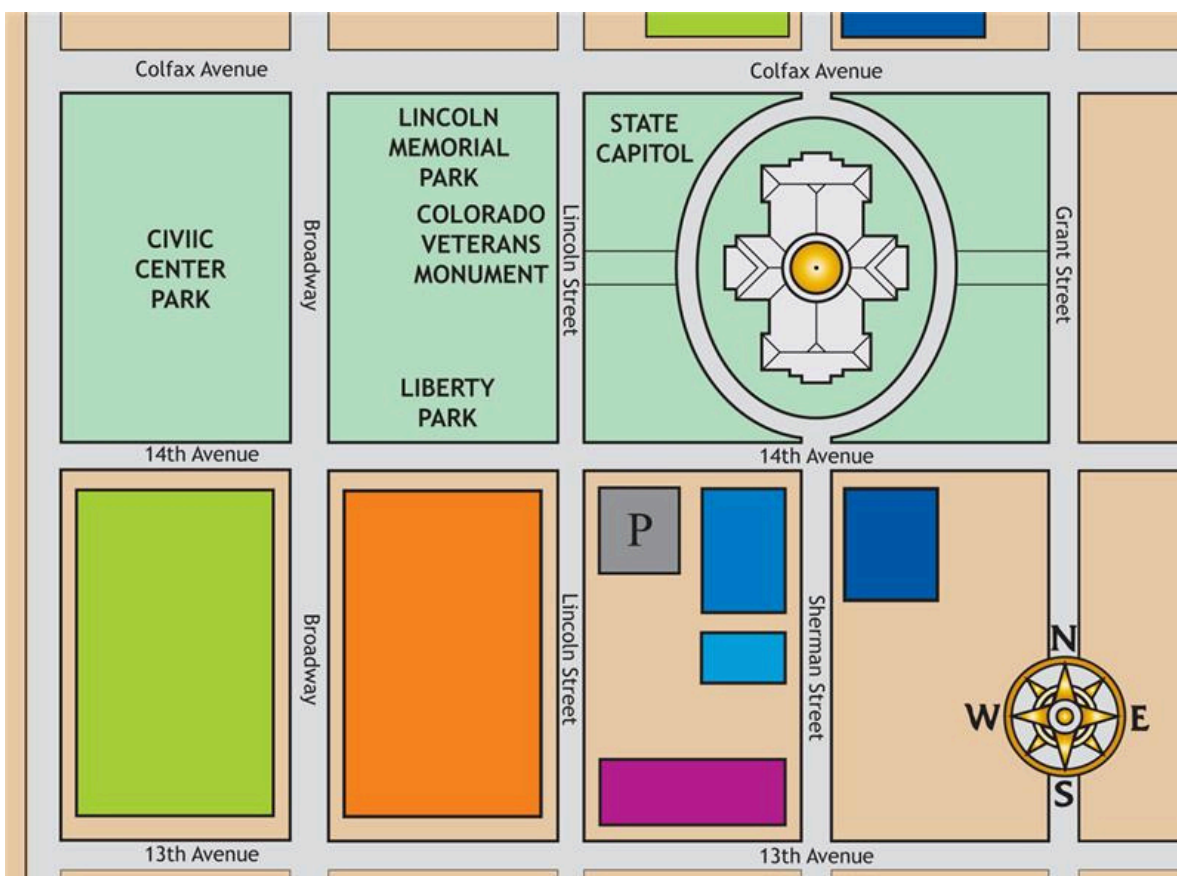 Colfax Avenue
Colfax Avenue
LINCOLN
MEMORIAL
PARK
STATE
CAPITOL
CIVIIC
CENTER
PARK
Broadway
COLORADO
VETERANS
MONUMENT
Lincoln Street
Grant Street
LIBERTY
PARK
14th Avenue
14th Avenue
P
Broadway
Lincoln Street
Sherman Street
N
W
E
S
13th Avenue
13th Avenue